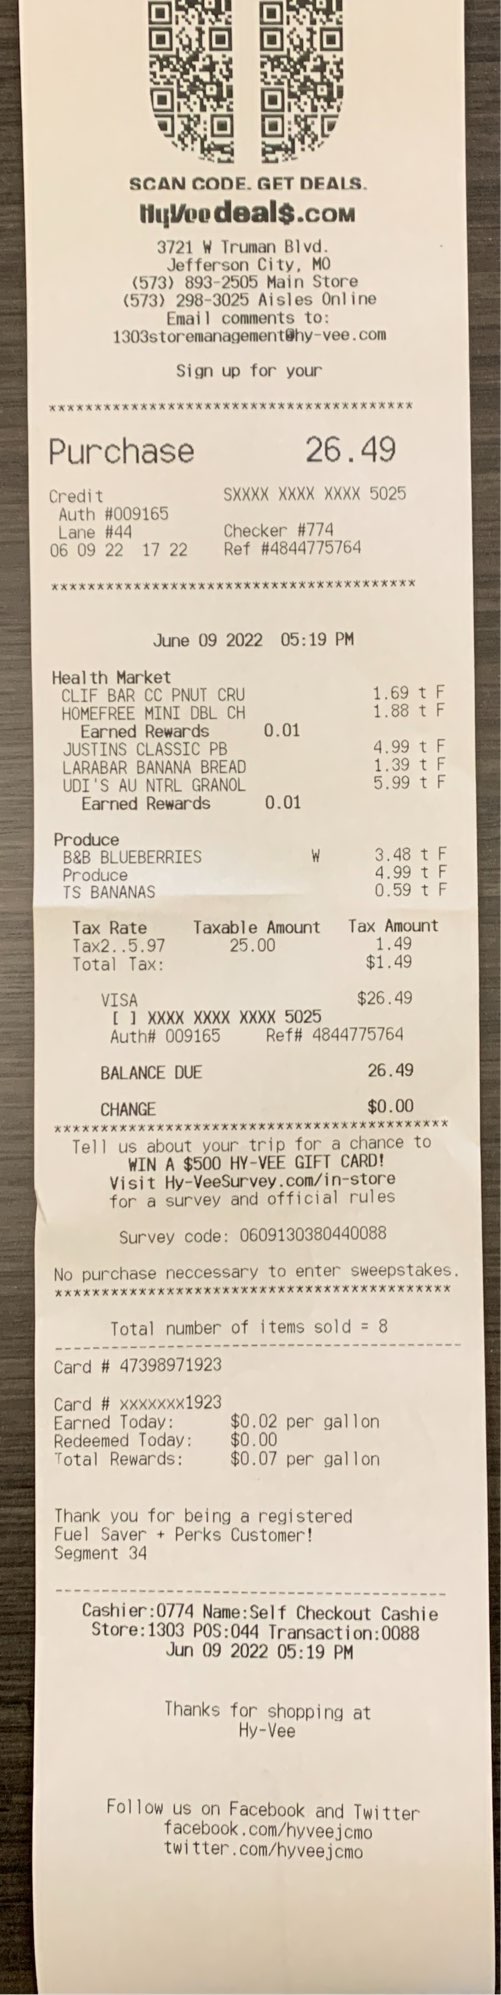 SCAN CODE. GET DEALS.
HyVeedeal$.COM
3721 W Truman Blvd.
Jefferson City, MO
(573) 893-2505 Main Store
(573) 298-3025 Aisles Online
Email comments to:
1303storemanagement@hy-vee.com
Sign up for your
****************************************
Purchase 26.49
Credit SXXXX XXXX XXXX 5025
Auth #009165
Lane #44 Checker #774
06 09 22 17 22 Ref #4844775764
****************************************
June 09 2022 05:19 PM
Health Market
CLIF BAR CC PNUT CRU 1.69 t F
HOMEFREE MINI DBL CH 1.88 t F
Earned Rewards 0.01
JUSTINS CLASSIC PB 4.99 t F
LARABAR BANANA BREAD 1.39 t F
UDI'S AU NTRL GRANOL 5.99 t F
Earned Rewards 0.01
Produce
B&B BLUEBERRIES W 3.48 t F
Produce 4.99 t F
TS BANANAS 0.59 t F
Tax Rate Taxable Amount Tax Amount
Tax2..5.97 25.00 1.49
Total Tax: $1.49
VISA $26.49
[ ] XXXX XXXX XXXX 5025
Auth# 009165 Ref# 4844775764
BALANCE DUE 26.49
CHANGE $0.00
********************************************
Tell us about your trip for a chance to
WIN A $500 HY-VEE GIFT CARD!
Visit Hy-VeeSurvey.com/in-store
for a survey and official rules
Survey code: 0609130380440088
No purchase neccessary to enter sweepstakes.
********************************************
Total number of items sold = 8
--------------------------------------------
Card # 47398971923
Card # xxxxxxx1923
Earned Today: $0.02 per gallon
Redeemed Today: $0.00
Total Rewards: $0.07 per gallon
Thank you for being a registered
Fuel Saver + Perks Customer!
Segment 34
--------------------------------------------
Cashier:0774 Name:Self Checkout Cashie
Store:1303 POS:044 Transaction:0088
Jun 09 2022 05:19 PM
Thanks for shopping at
Hy-Vee
Follow us on Facebook and Twitter
facebook.com/hyveejcmo
twitter.com/hyveejcmo